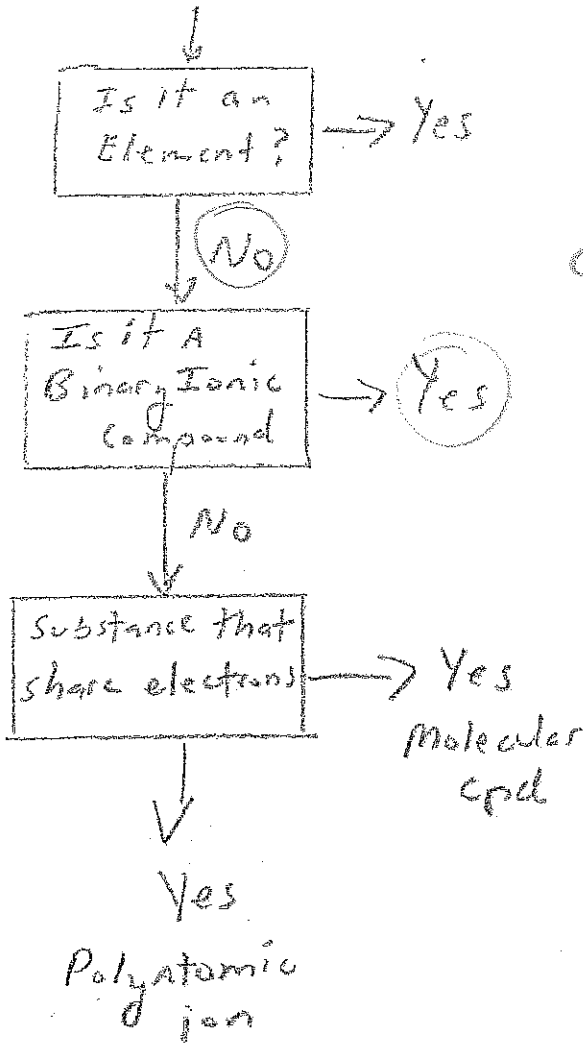 Is it an
Element?
Yes
No
Is it A
Binary Ionic
Compound
Yes
No
Substance that
share electrons
Yes
Molecular
cpd
Yes
Polyatomic
ion